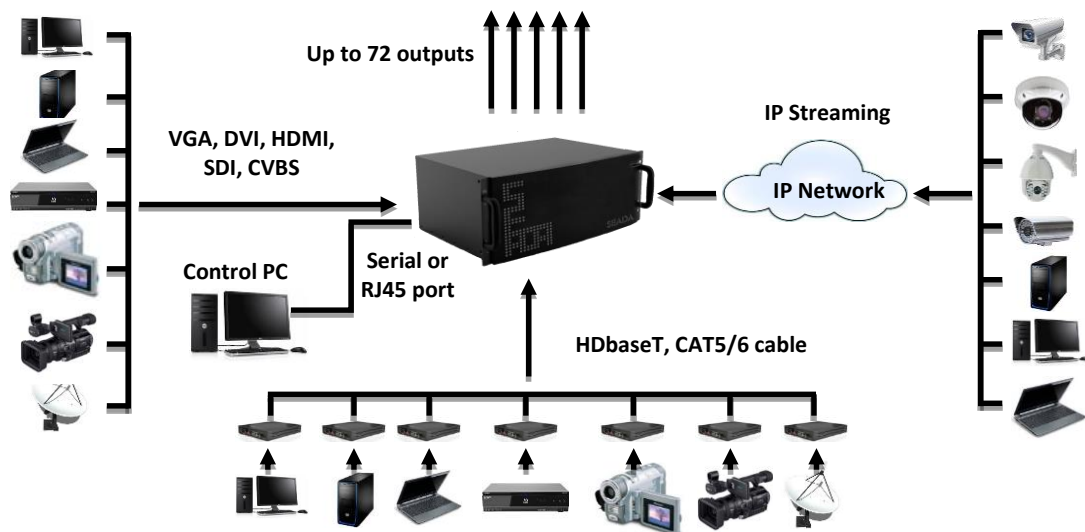 Up to 72 outputs
IP Streaming
VGA, DVI, HDMI,
SDI, CVBS
IP Network
SEADA
Control PC
Serial or
RJ45 port
HDbaseT, CAT5/6 cable